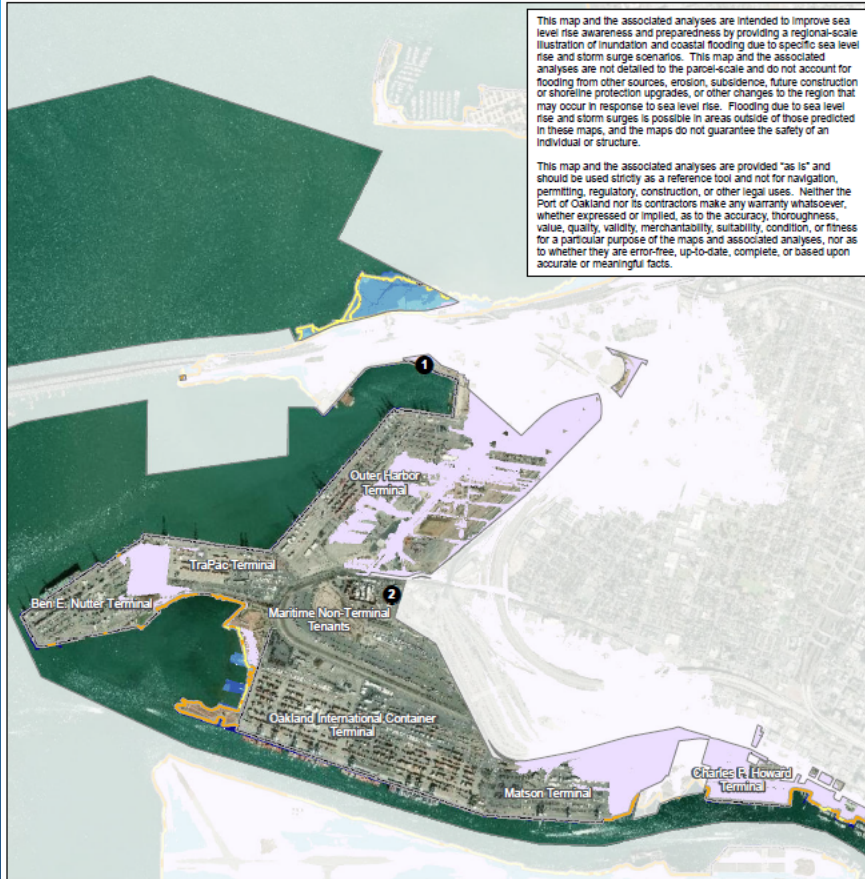 This map and the associated analyses are intended to improve sea
level rise awareness and preparedness by providing a regional-scale
illustration of inundation and coastal flooding due to specific sea level
rise and storm surge scenarios. This map and the associated
analyses are not detailed to the parcel-scale and do not account for
flooding from other sources, erosion, subsidence, future construction
or shoreline protection upgrades, or other changes to the region that
may occur in response to sea level rise. Flooding due to sea level
rise and storm surges is possible in areas outside of those predicted
in these maps, and the maps do not guarantee the safety of an
individual or structure.
This map and the associated analyses are provided "as is" and
should be used strictly as a reference tool and not for navigation,
permitting, regulatory, construction, or other legal uses. Neither the
Port of Oakland nor its contractors make any warranty whatsoever,
whether expressed or implied, as to the accuracy, thoroughness,
value, quality, validity, merchantability, suitability, condition, or fitness
for a particular purpose of the maps and associated analyses, nor as
to whether they are error-free, up-to-date, complete, or based upon
accurate or meaningful facts.
1
Outer Harbor
Terminal
TraPac Terminal
Ben E. Nutter Terminal
2
Maritime Non-Terminal
Tenants
Oakland International Container
Terminal
Matson Terminal
Charles P. Howard
Terminal